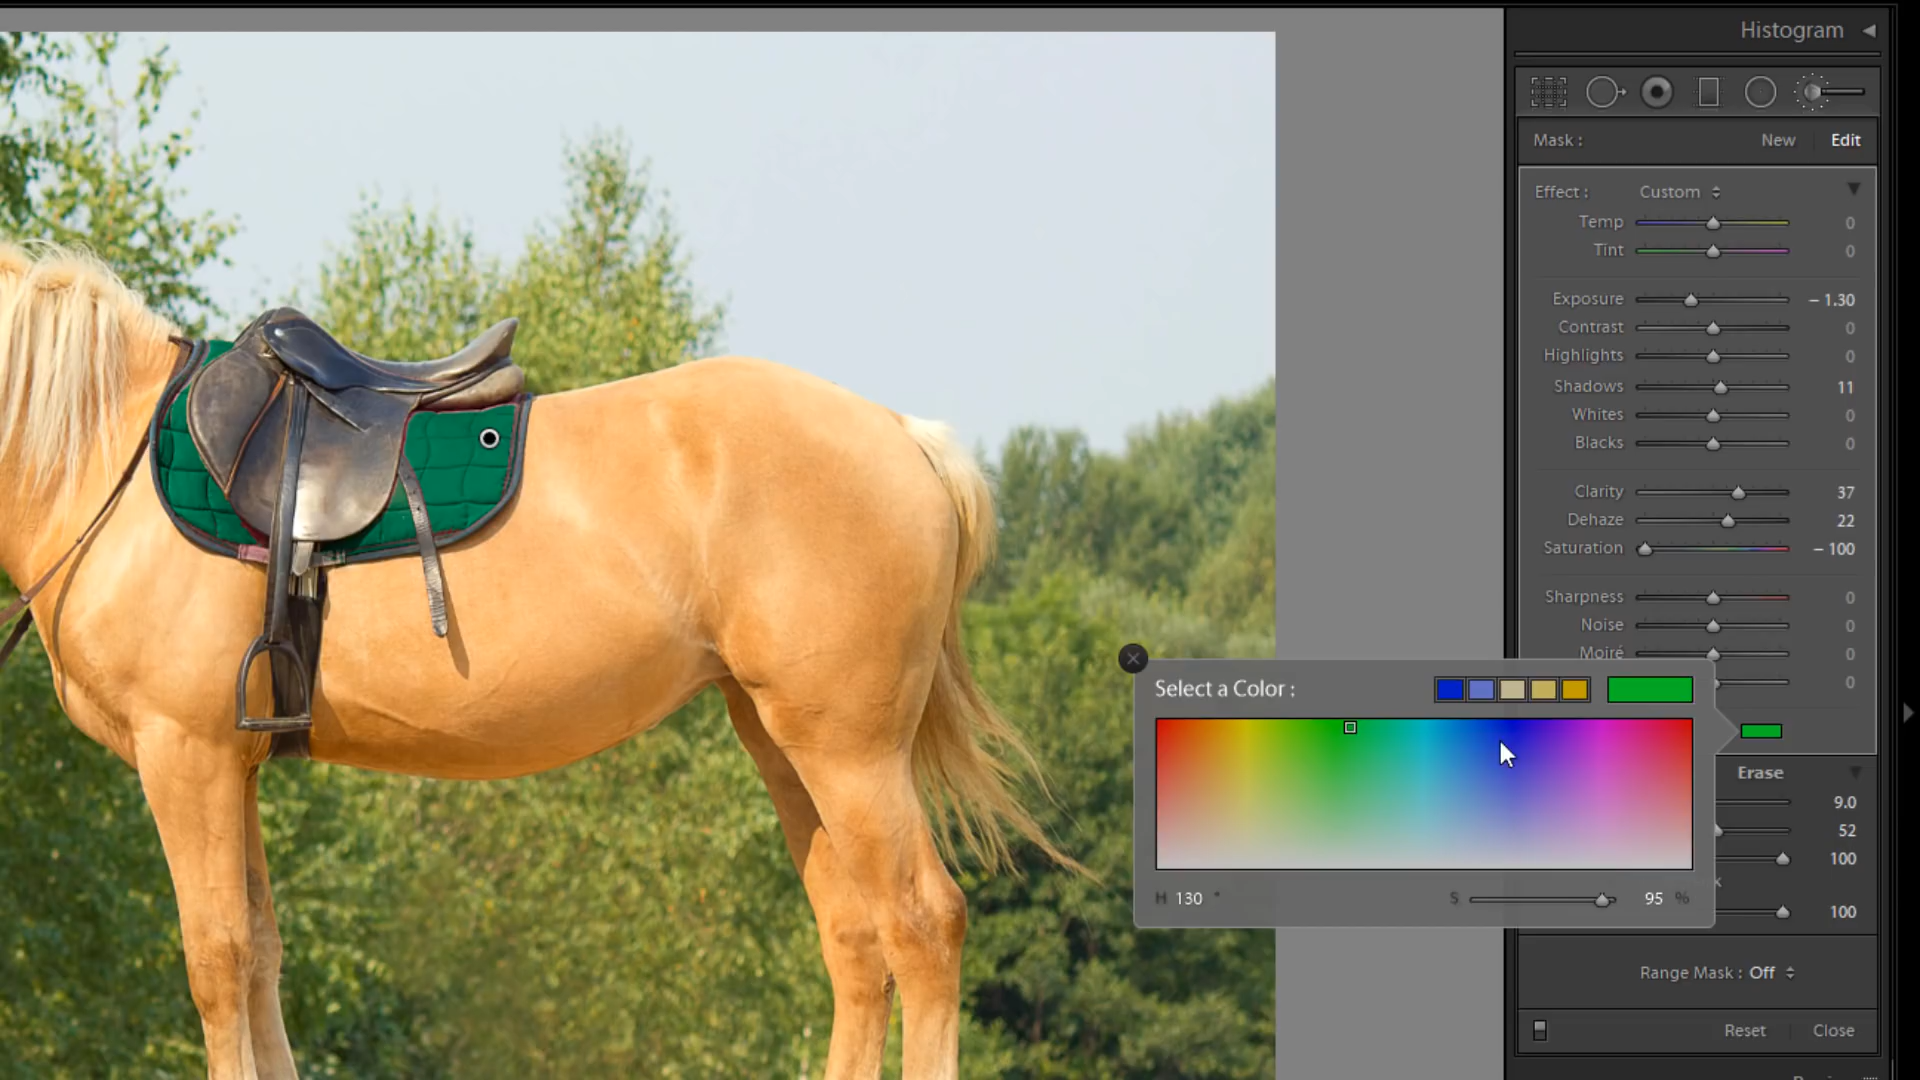 Histogram
Mask : New Edit
Effect : Custom
Temp 0
Tint 0
Exposure – 1.30
Contrast 0
Highlights 0
Shadows 11
Whites 0
Blacks 0
Clarity 37
Dehaze 22
Saturation – 100
Sharpness 0
Noise 0
Moiré 0
0
Select a Color :
Erase
9.0
52
100
H 130 ° S 95 %
100
Range Mask : Off
Reset Close